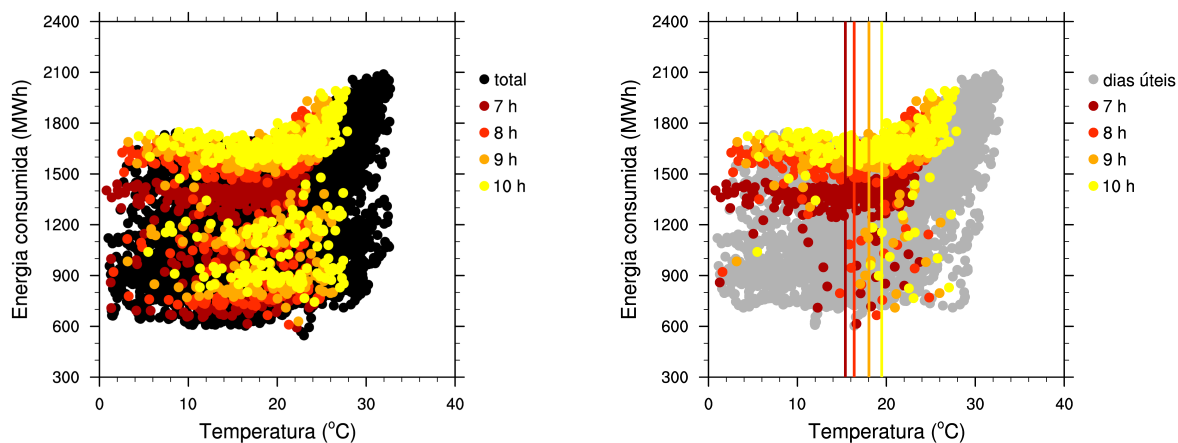 2400
2100
1800
1500
1200
900
600
300
0
10
20
30
40
Energia consumida (MWh)
Temperatura (°C)
total
7 h
8 h
9 h
10 h
2400
2100
1800
1500
1200
900
600
300
0
10
20
30
40
Energia consumida (MWh)
Temperatura (°C)
dias úteis
7 h
8 h
9 h
10 h